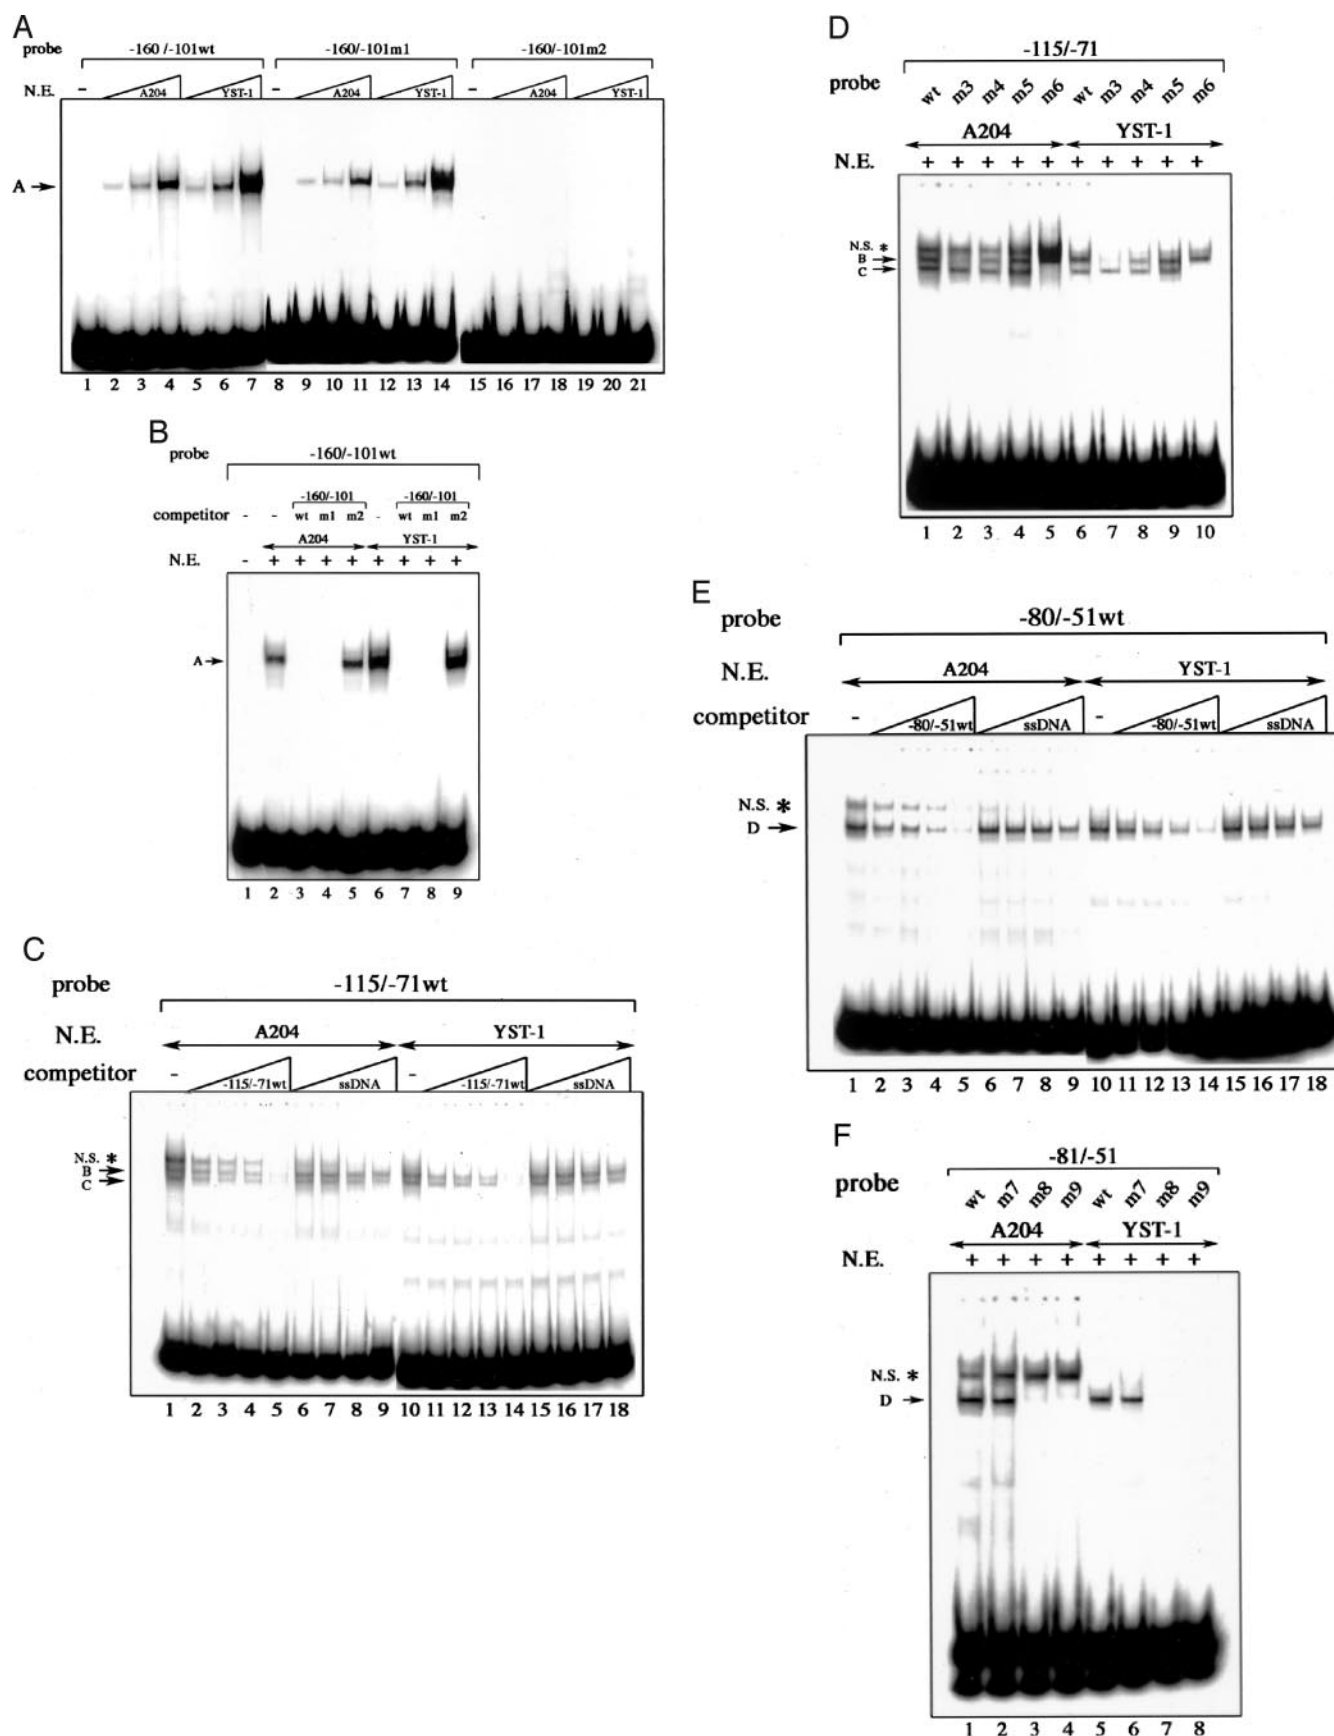 A
probe -160 /-101wt -160/-101m1 -160/-101m2
N.E. - A204 YST-1 - A204 YST-1 - A204 YST-1
A
1 2 3 4 5 6 7 8 9 10 11 12 13 14 15 16 17 18 19 20 21
B
probe -160/-101wt
-160/-101 -160/-101
competitor - - wt m1 m2 - wt m1 m2
A204 YST-1
N.E. - + + + + + + + +
A
1 2 3 4 5 6 7 8 9
C
probe -115/-71wt
N.E. A204 YST-1
competitor - -115/-71wt ssDNA - -115/-71wt ssDNA
N.S. *
B
C
1 2 3 4 5 6 7 8 9 10 11 12 13 14 15 16 17 18
D
-115/-71
probe wt m3 m4 m5 m6 wt m3 m4 m5 m6
A204 YST-1
N.E. + + + + + + + + + +
N.S. *
B
C
1 2 3 4 5 6 7 8 9 10
E
probe -80/-51wt
N.E. A204 YST-1
competitor - -80/-51wt ssDNA - -80/-51wt ssDNA
N.S. *
D
1 2 3 4 5 6 7 8 9 10 11 12 13 14 15 16 17 18
F
-81/-51
probe wt m7 m8 m9 wt m7 m8 m9
A204 YST-1
N.E. + + + + + + + +
N.S. *
D
1 2 3 4 5 6 7 8